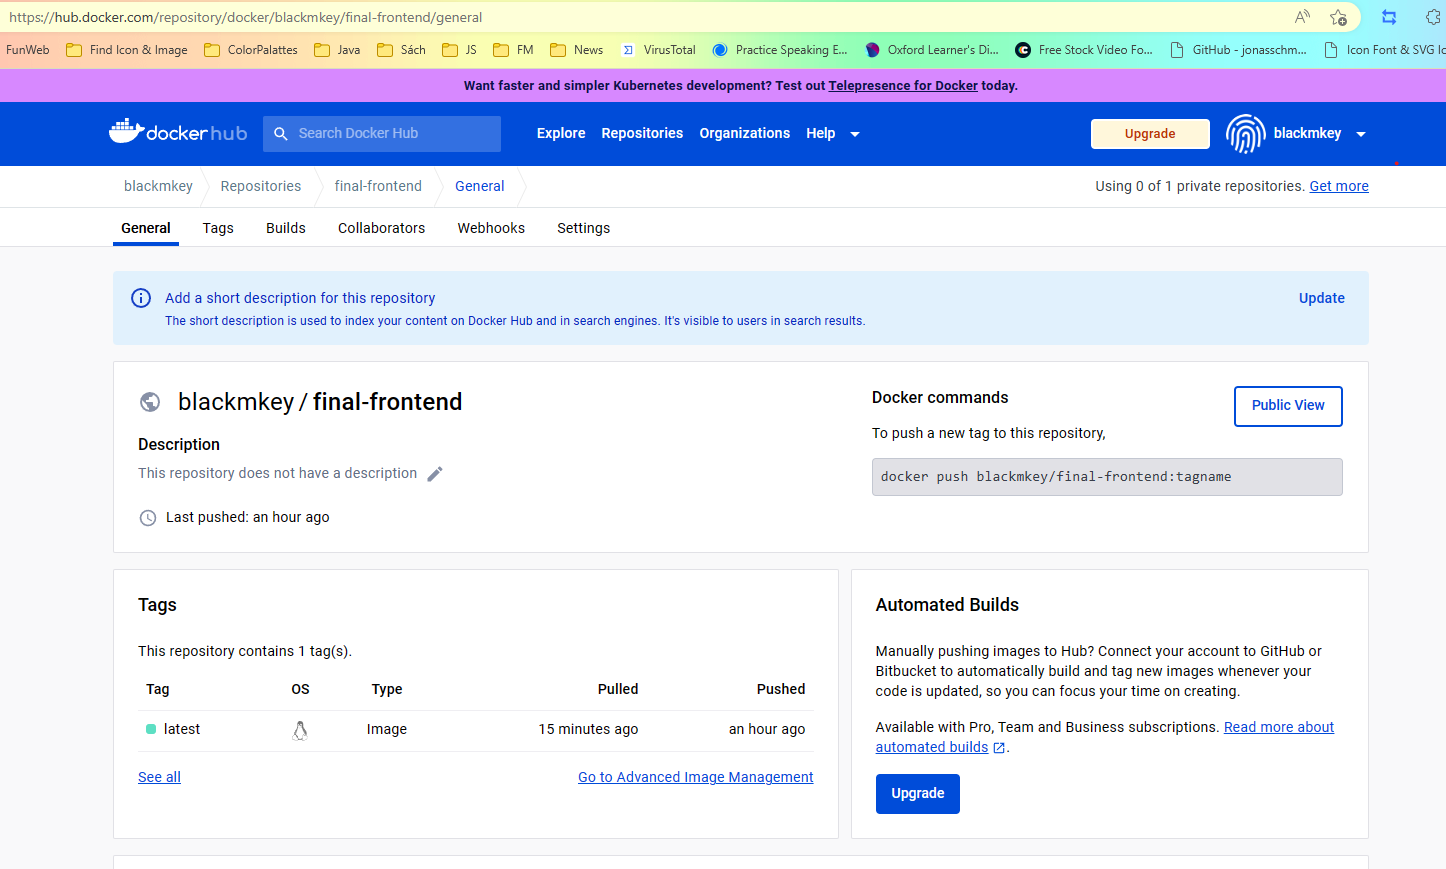 https://hub.docker.com/repository/docker/blackmkey/final-frontend/general
FunWeb Find Icon & Image ColorPalattes Java Sách JS FM News VirusTotal Practice Speaking E... Oxford Learner's Di... Free Stock Video Fo... GitHub - jonasschm... Icon Font & SVG Ic
Want faster and simpler Kubernetes development? Test out Telepresence for Docker today.
dockerhub Search Docker Hub Explore Repositories Organizations Help Upgrade blackmkey
blackmkey Repositories final-frontend General Using 0 of 1 private repositories. Get more
General Tags Builds Collaborators Webhooks Settings
Add a short description for this repository Update
The short description is used to index your content on Docker Hub and in search engines. It's visible to users in search results.
blackmkey / final-frontend
Description
This repository does not have a description
Last pushed: an hour ago
Docker commands
Public View
To push a new tag to this repository,
docker push blackmkey/final-frontend:tagname
Tags
This repository contains 1 tag(s).
Tag OS Type Pulled Pushed
latest Image 15 minutes ago an hour ago
See all Go to Advanced Image Management
Automated Builds
Manually pushing images to Hub? Connect your account to GitHub or
Bitbucket to automatically build and tag new images whenever your
code is updated, so you can focus your time on creating.
Available with Pro, Team and Business subscriptions. Read more about
automated builds.
Upgrade